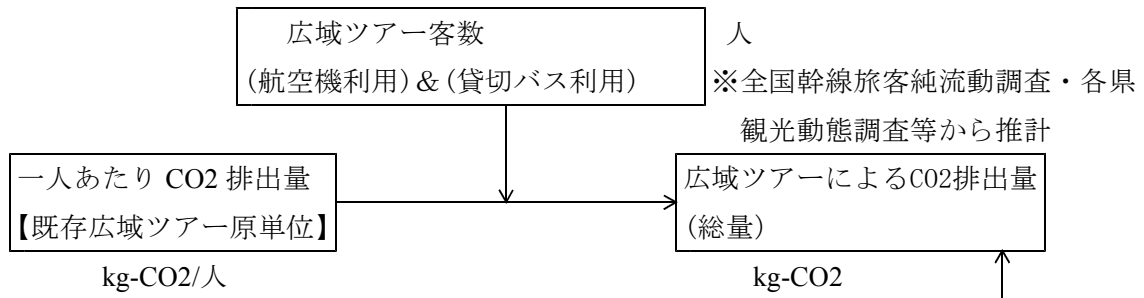 広域ツアー客数
(航空機利用)＆(貸切バス利用)
人
※全国幹線旅客純流動調査・各県
観光動態調査等から推計
一人あたり CO2 排出量
【既存広域ツアー原単位】
kg-CO2/人
広域ツアーによるCO2排出量
(総量)
kg-CO2